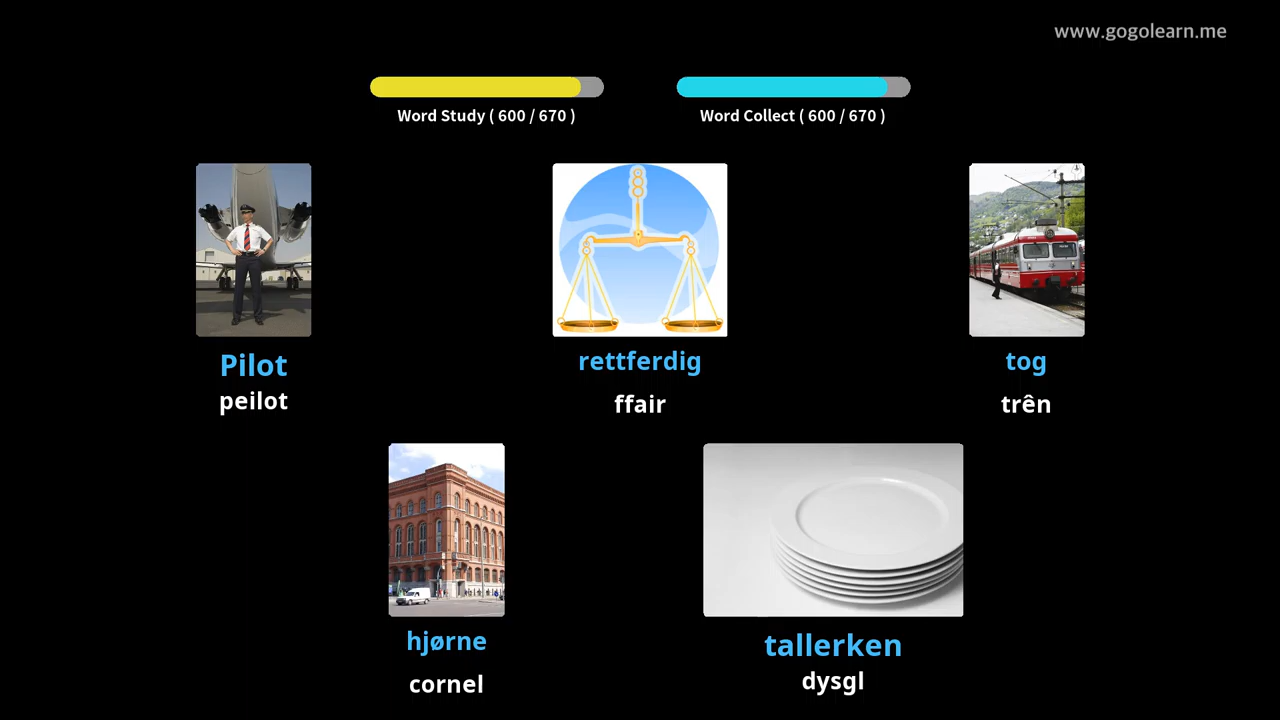 www.gogolearn.me
Word Study ( 600 / 670 )
Word Collect ( 600 / 670 )
Pilot
peilot
rettferdig
ffair
tog
trên
hjørne
cornel
tallerken
dysgl